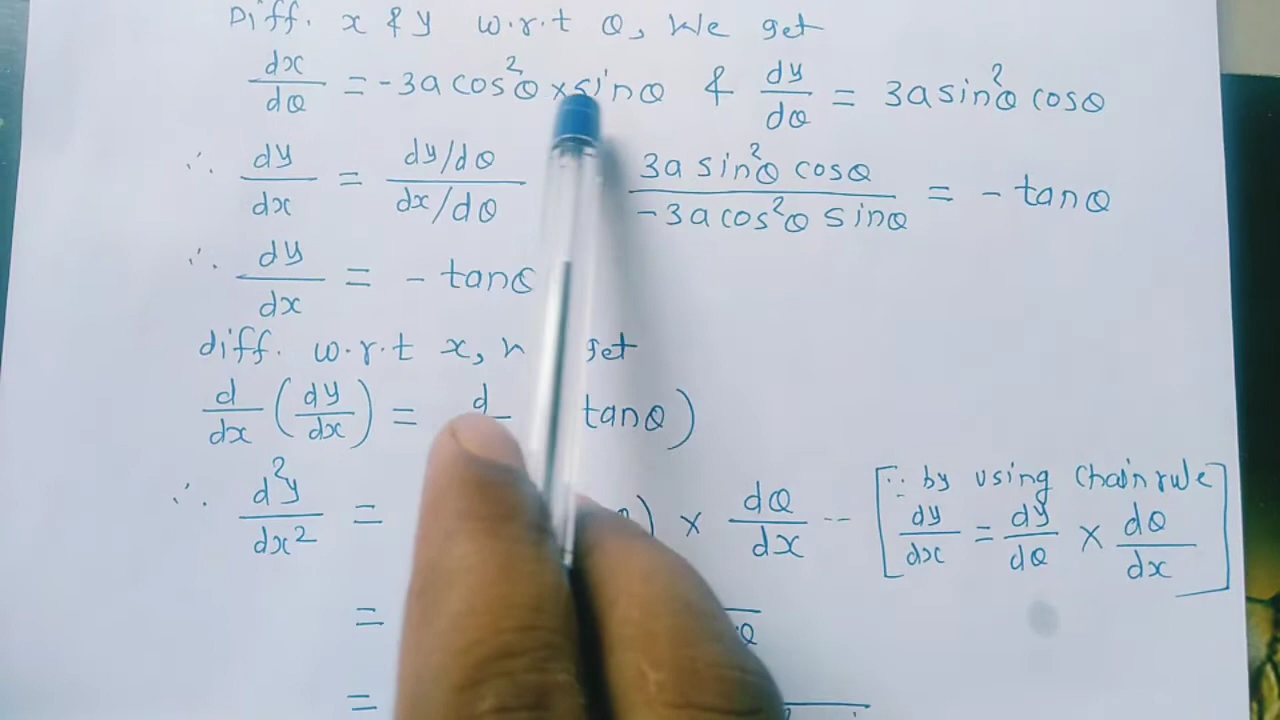 Diff. x & y w.r.t θ, We get
dx/dθ = -3a cos²θ × sinθ & dy/dθ = 3a sin²θ cosθ
∴ dy/dx = (dy/dθ)/(dx/dθ) (3a sin²θ cosθ)/(-3a cos²θ sinθ) = - tanθ
∴ dy/dx = - tanθ
diff. w.r.t x, get
d/dx (dy/dx) = d tanθ)
∴ d²y/dx² = ) × dθ/dx -- [∵ by using Chain rule
dy/dx = dy/dθ × dθ/dx]
=
=